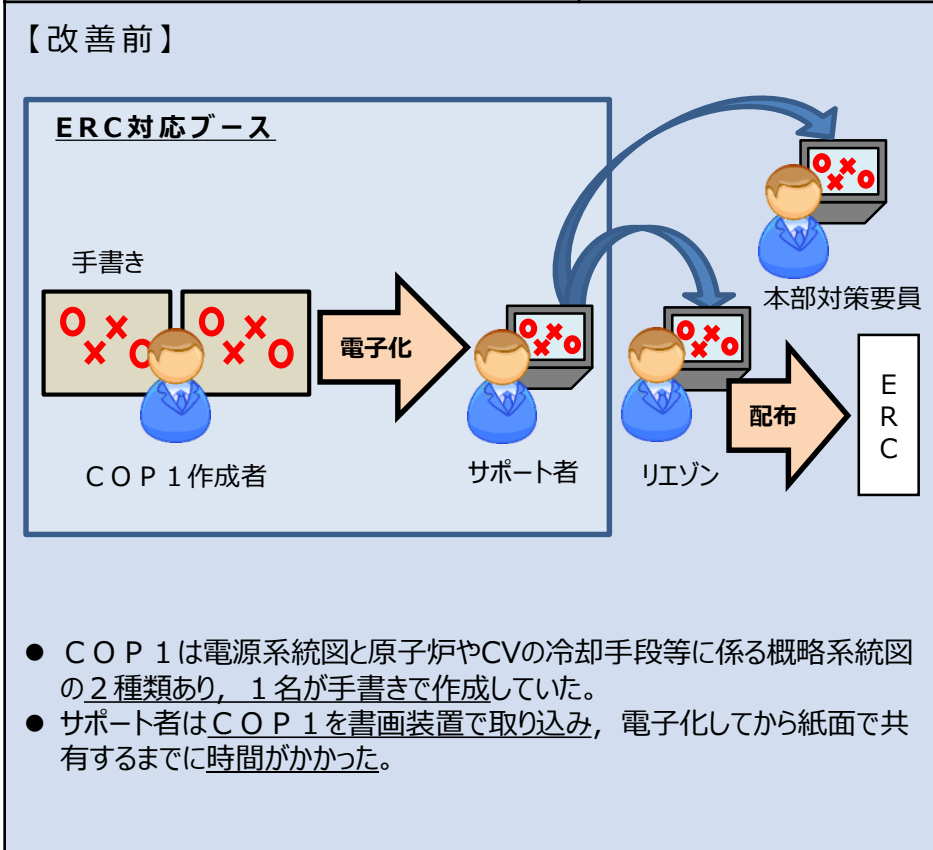 【改善前】
ERC対応ブース
手書き
電子化
COP1作成者
サポート者
リエゾン
本部対策要員
配布
E
R
C
● COP1は電源系統図と原子炉やCVの冷却手段等に係る概略系統図
の2種類あり，1名が手書きで作成していた。
● サポート者はCOP1を書画装置で取り込み，電子化してから紙面で共
有するまでに時間がかかった。